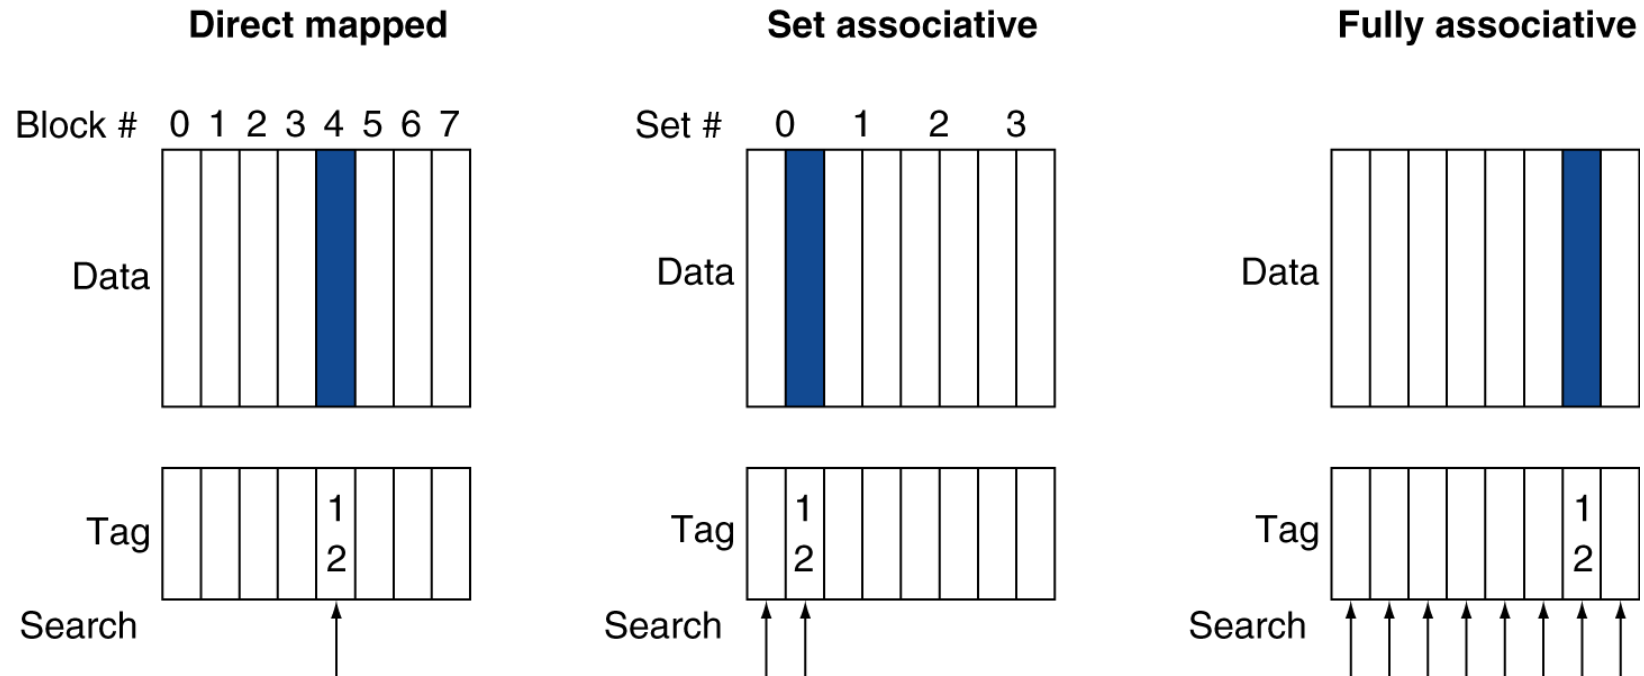 Direct mapped
Set associative
Fully associative
Block # 0 1 2 3 4 5 6 7
Set # 0 1 2 3
Data
Data
Data
Tag
1
2
Tag
1
2
Tag
1
2
Search
Search
Search